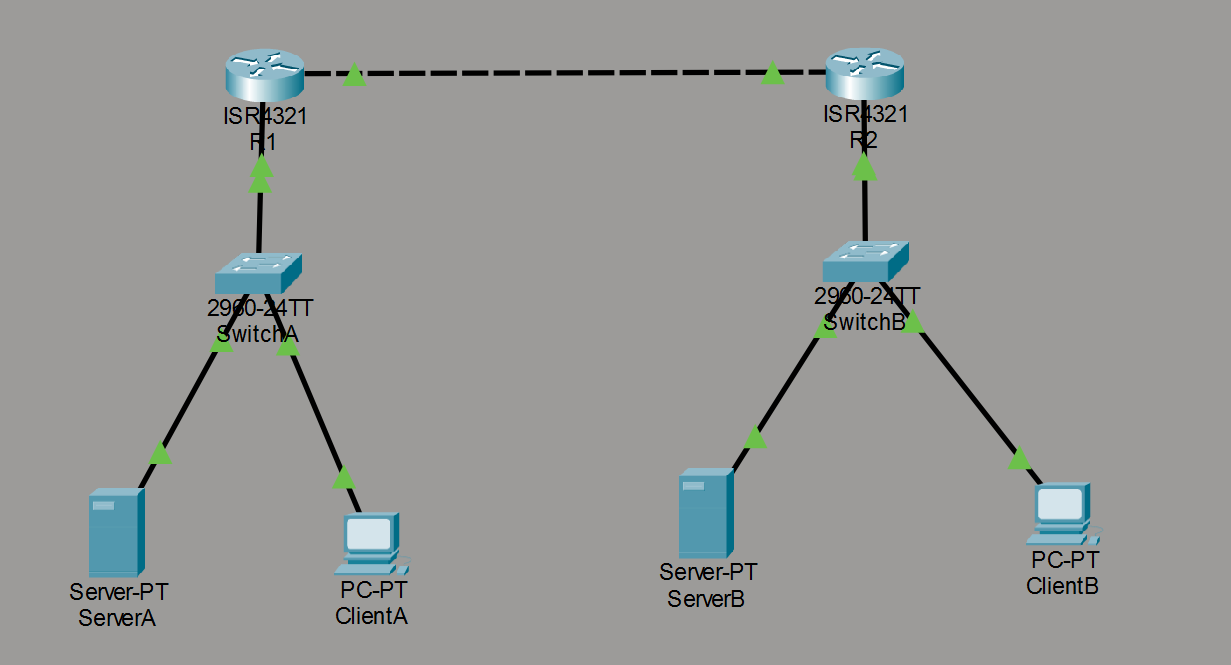 ISR4321
R1
ISR4321
R2
2960-24TT
SwitchA
2960-24TT
SwitchB
Server-PT
ServerA
PC-PT
ClientA
Server-PT
ServerB
PC-PT
ClientB